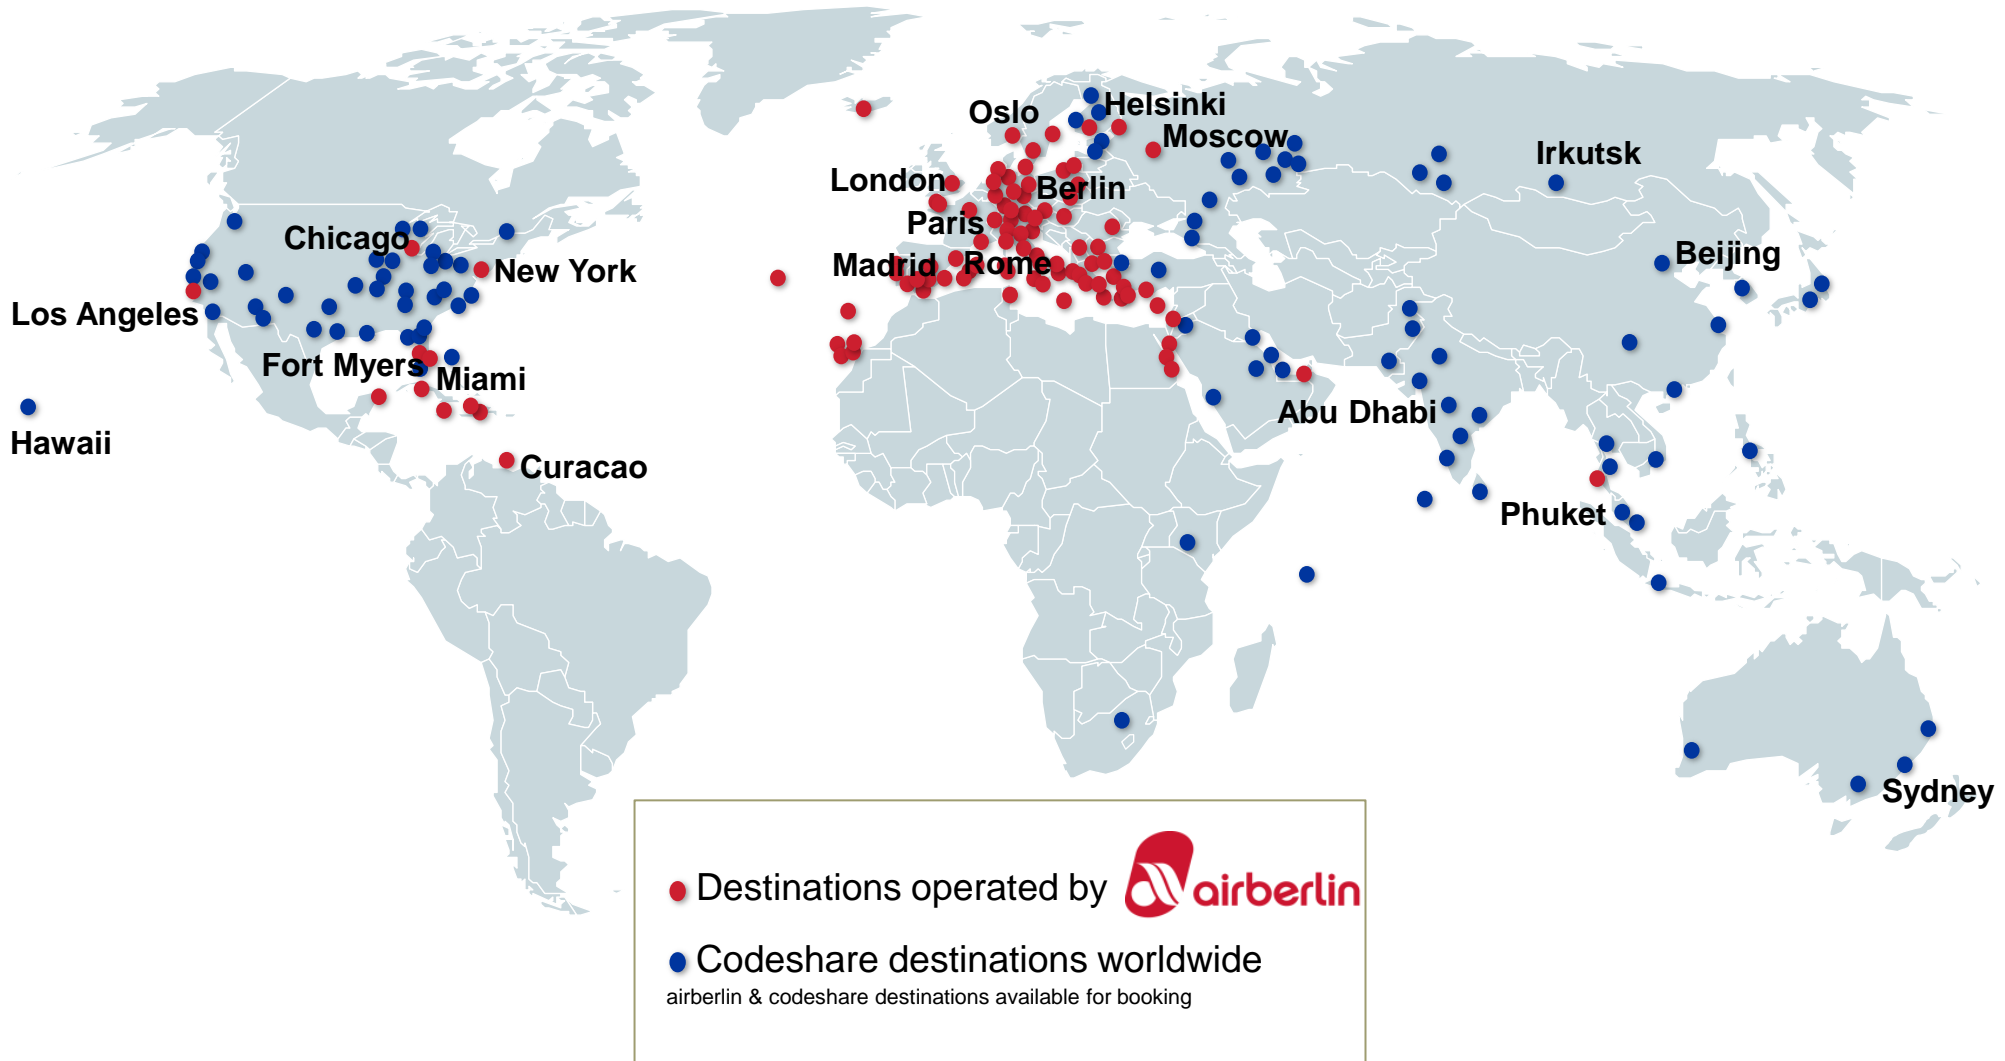 Oslo
Helsinki
Moscow
Irkutsk
London
Berlin
Paris
Chicago
New York
Madrid
Rome
Beijing
Los Angeles
Fort Myers
Miami
Abu Dhabi
Hawaii
Curacao
Phuket
Sydney
Destinations operated by airberlin
Codeshare destinations worldwide
airberlin & codeshare destinations available for booking